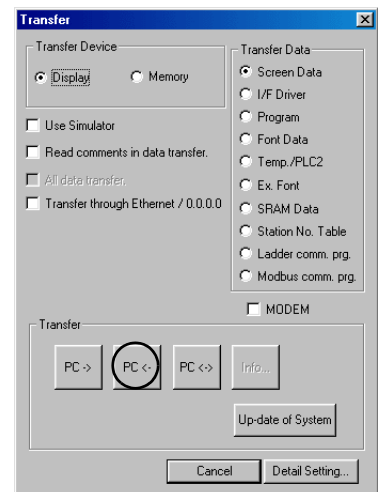 Transfer
Transfer Device
Display
Memory
Use Simulator
Read comments in data transfer.
All data transfer.
Transfer through Ethernet / 0.0.0.0
Transfer Data
Screen Data
I/F Driver
Program
Font Data
Temp./PLC2
Ex. Font
SRAM Data
Station No. Table
Ladder comm. prg.
Modbus comm. prg.
MODEM
Transfer
PC ->
PC <-
PC <->
Info...
Up-date of System
Cancel
Detail Setting...